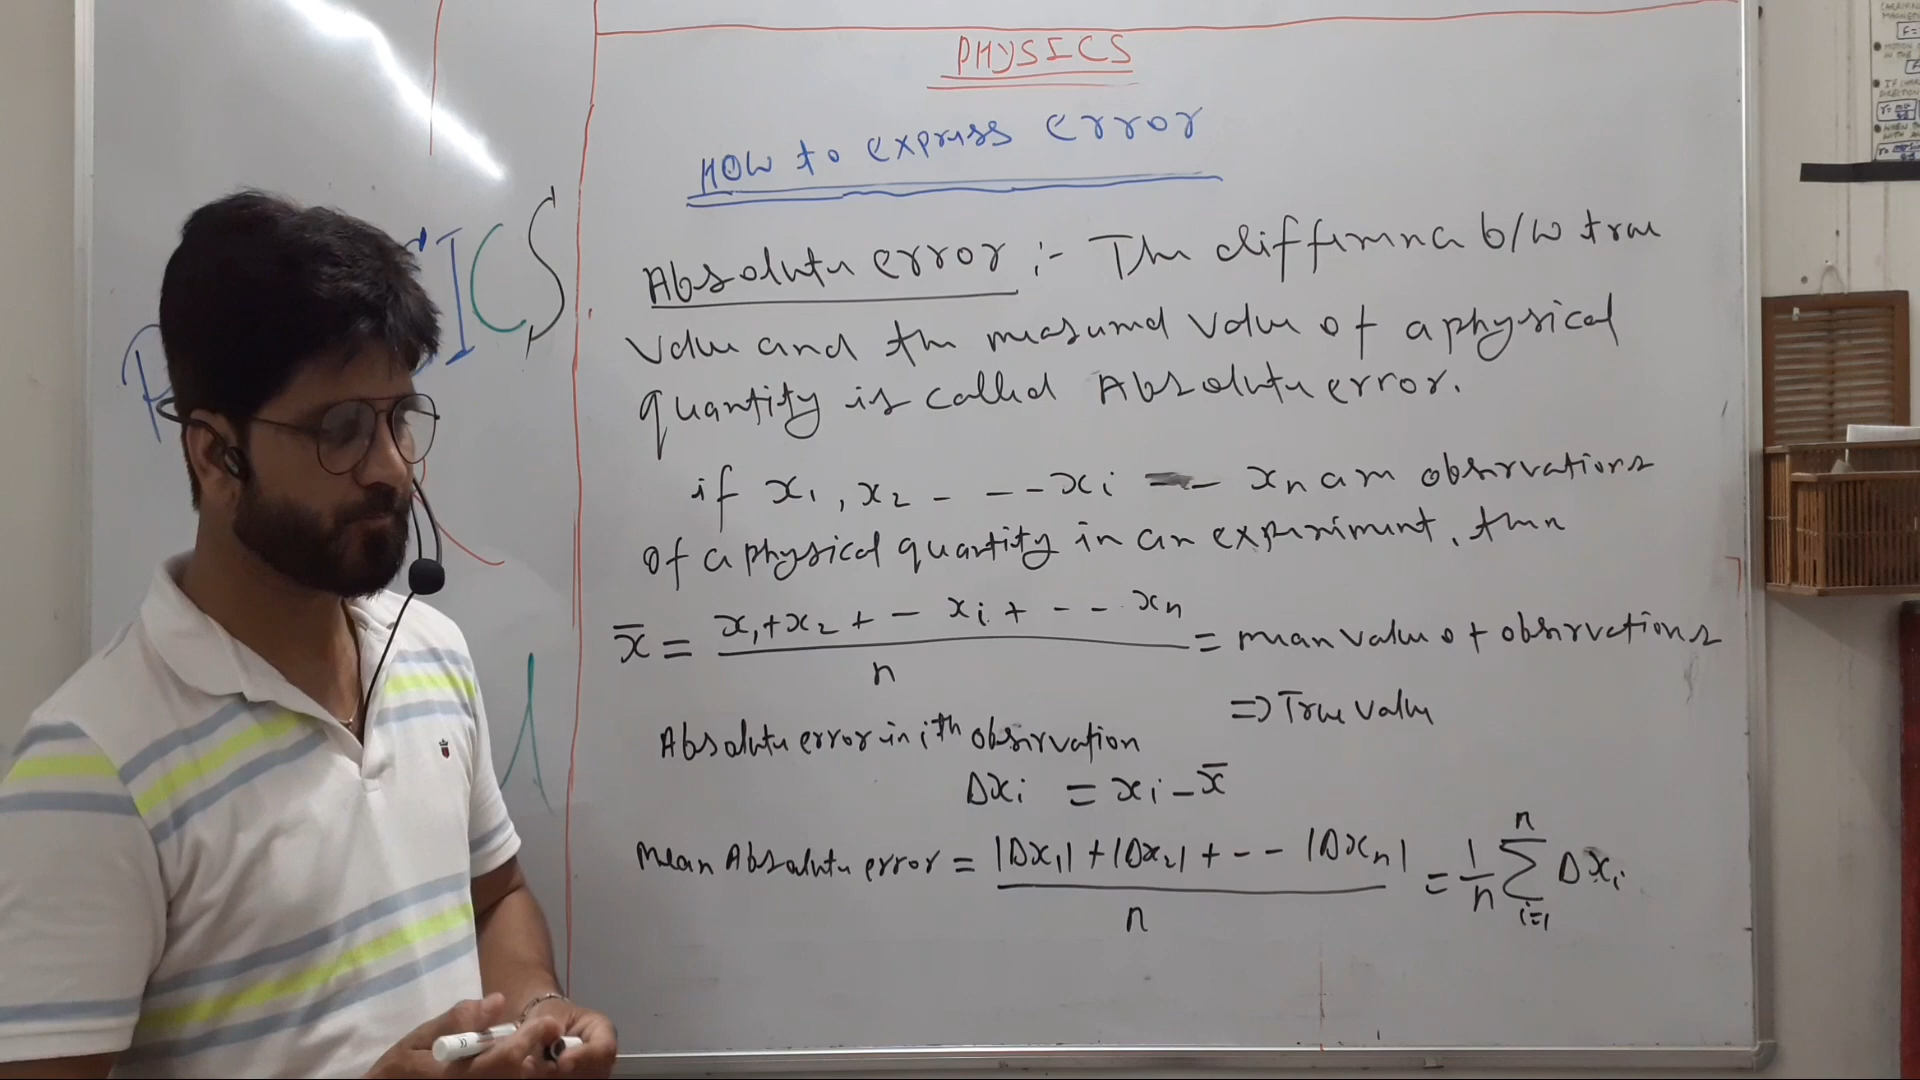 PHYSICS
How to express error
Absolute error :- The difference b/w true
value and the measured value of a physical
quantity is called Absolute error.
if x₁, x₂ - - - xᵢ - - xₙ are observations
of a physical quantity in an experiment, then
x̄ = (x₁+x₂ + - xᵢ + - - xₙ)/n = mean value of observations
=> True value
Absolute error in iᵗʰ observation
Δxᵢ = xᵢ - x̄
Mean Absolute error = (|Δx₁| + |Δx₂| + - - |Δxₙ|)/n = 1/n Σⁿᵢ₌₁ Δxᵢ
ICS